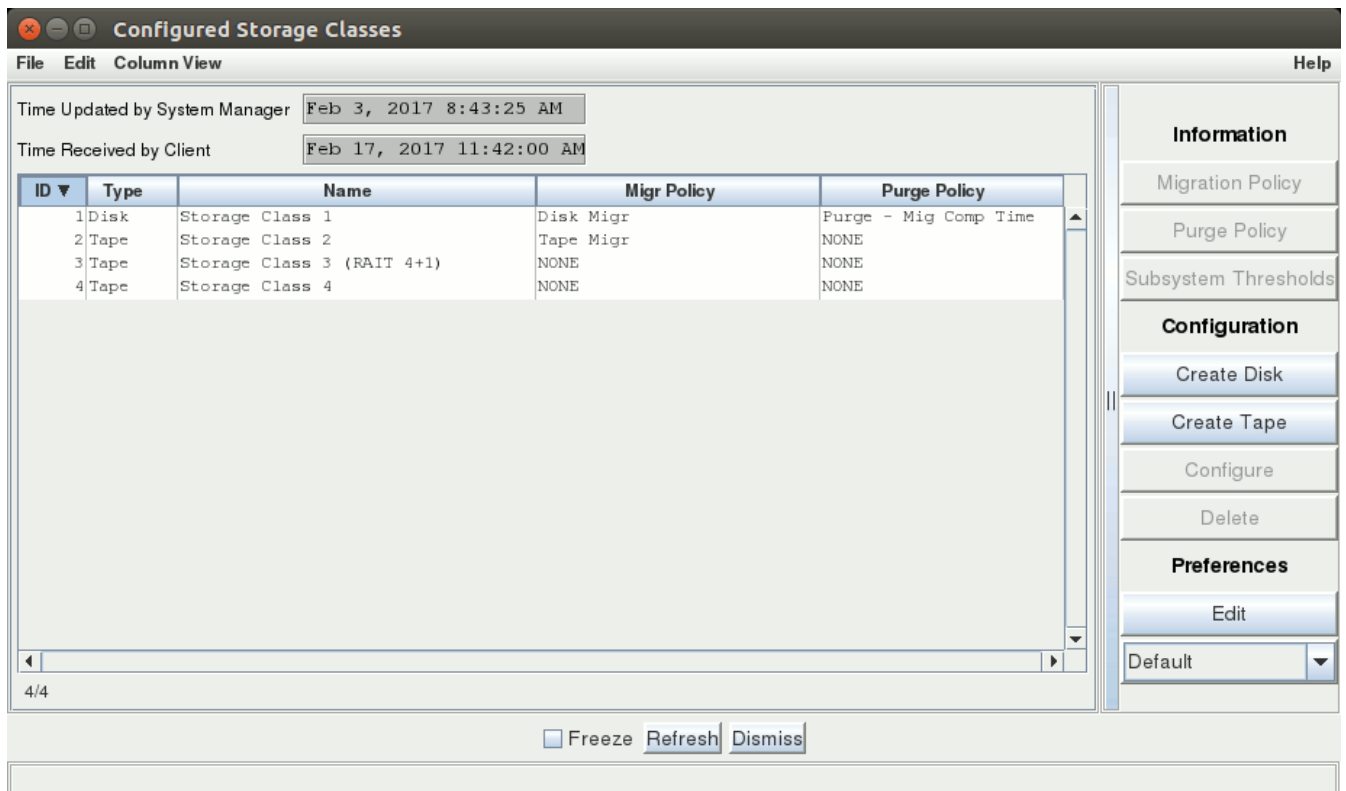 Configured Storage Classes
File Edit Column View Help
Time Updated by System Manager Feb 3, 2017 8:43:25 AM
Time Received by Client Feb 17, 2017 11:42:00 AM
ID ▼ Type Name Migr Policy Purge Policy
1 Disk Storage Class 1 Disk Migr Purge - Mig Comp Time
2 Tape Storage Class 2 Tape Migr NONE
3 Tape Storage Class 3 (RAIT 4+1) NONE NONE
4 Tape Storage Class 4 NONE NONE
4/4
Information
Migration Policy
Purge Policy
Subsystem Thresholds
Configuration
Create Disk
Create Tape
Configure
Delete
Preferences
Edit
Default
Freeze Refresh Dismiss